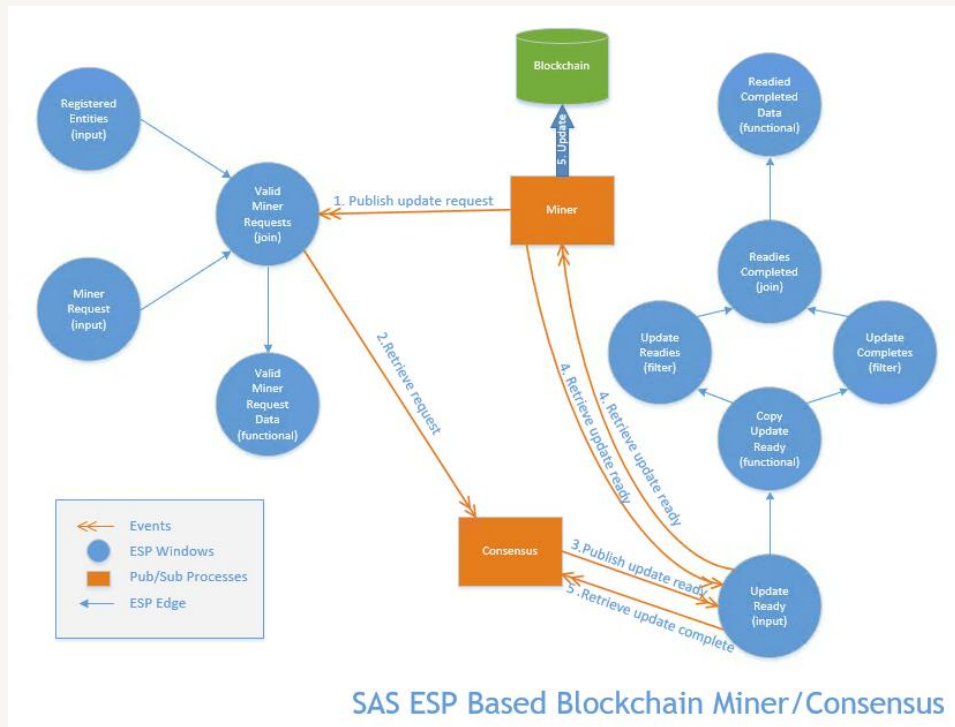 Blockchain
5. Update
Registered
Entities
(input)
Readied
Completed
Data
(functional)
Valid
Miner
Requests
(join)
1. Publish update request
Miner
Miner
Request
(input)
Readies
Completed
(join)
Update
Readies
(filter)
Update
Completes
(filter)
2.Retrieve request
4. Retrieve update ready
4. Retrieve update ready
Valid
Miner
Request
Data
(functional)
Copy
Update
Ready
(functional)
Events
ESP Windows
Pub/Sub Processes
ESP Edge
Consensus
3.Publish update ready
5.Retrieve update complete
Update
Ready
(input)
SAS ESP Based Blockchain Miner/Consensus